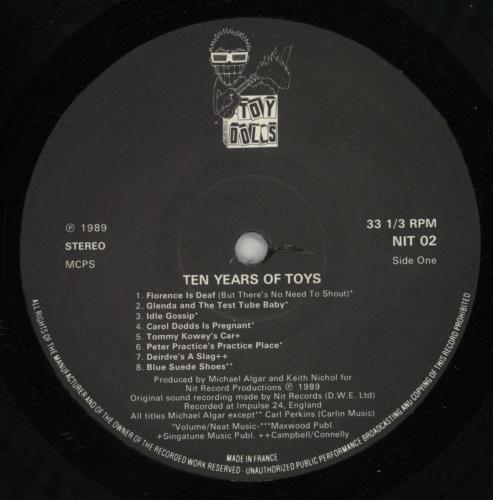 TOY
DOLLS
℗ 1989
STEREO
MCPS
33 1/3 RPM
NIT 02
Side One
TEN YEARS OF TOYS
1. Florence Is Deaf (But There's No Need To Shout)*
2. Glenda and The Test Tube Baby*
3. Idle Gossip*
4. Carol Dodds Is Pregnant*
5. Tommy Kowey's Car+
6. Peter Practice's Practice Place*
7. Deirdre's A Slag++
8. Blue Suede Shoes**
Produced by Michael Algar and Keith Nichol for
Nit Record Productions ℗ 1989
Original sound recording made by Nit Records (D.W.E. Ltd)
Recorded at Impulse 24, England
All titles Michael Algar except** Carl Perkins (Carlin Music)
*Volume/Neat Music-***Maxwood Publ.
+Singatune Music Publ. ++Campbell/Connelly
MADE IN FRANCE
ALL RIGHTS OF THE MANUFACTURER AND OF THE OWNER OF THE RECORDED WORK RESERVED - UNAUTHORIZED PUBLIC PERFORMANCE BROADCASTING AND COPYING OF THIS RECORD PROHIBITED